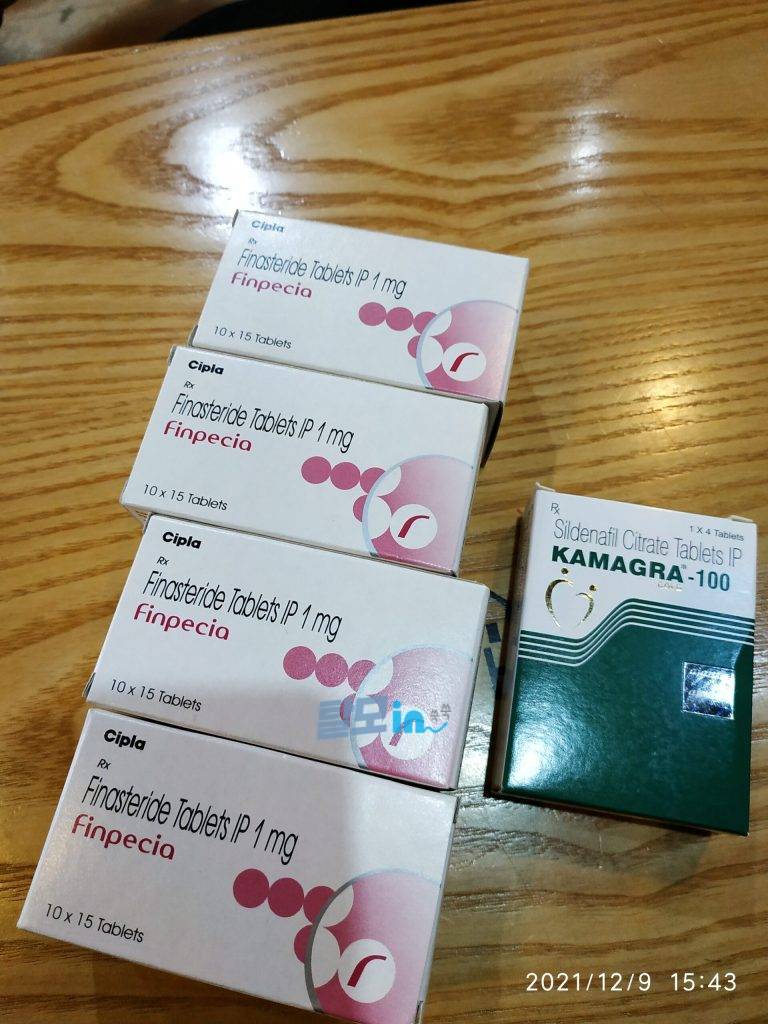 Cipla
Rx
Finasteride Tablets IP 1 mg
Finpecia
10 x 15 Tablets
Cipla
Rx
Finasteride Tablets IP 1 mg
Finpecia
10 x 15 Tablets
Cipla
Rx
Finasteride Tablets IP 1 mg
Finpecia
10 x 15 Tablets
Cipla
Rx
Finasteride Tablets IP 1 mg
Finpecia
10 x 15 Tablets
Rx
1 X 4 Tablets
Sildenafil Citrate Tablets IP
KAMAGRA®-100
in
2021/12/9 15:43